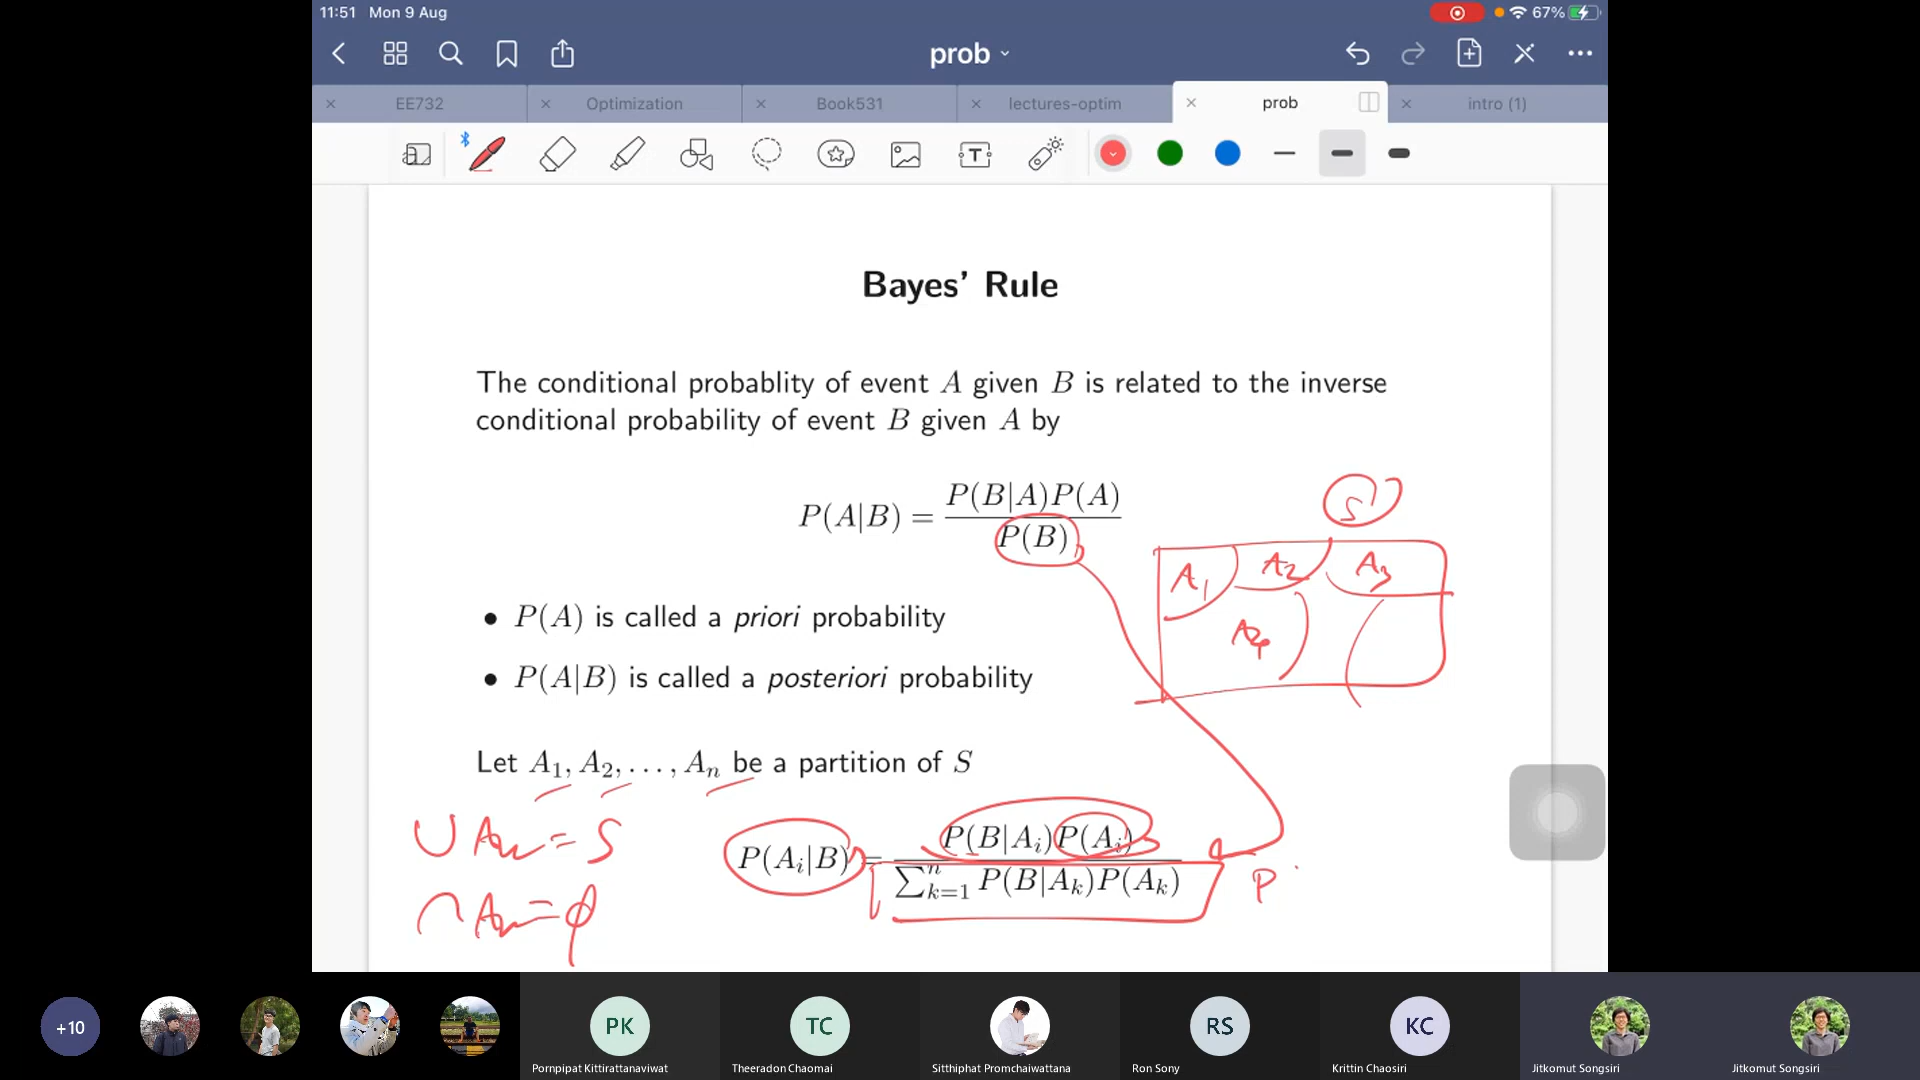 11:51 Mon 9 Aug 67%
prob
EE732 Optimization Book531 lectures-optim prob intro (1)
Bayes' Rule
The conditional probablity of event A given B is related to the inverse
conditional probability of event B given A by
P(A|B) = P(B|A)P(A) / P(B)
S
A1 A2 A3
A4
• P(A) is called a priori probability
• P(A|B) is called a posteriori probability
Let A1, A2, . . . , An be a partition of S
∪ An = S
P(Ai|B) = P(B|Ai)P(Ai) / ∑ⁿₖ₌₁ P(B|Ak)P(Ak)
P
∩ An = ϕ
+10 PK TC RS KC
Pornpipat Kittirattanaviwat Theeradon Chaomai Sitthiphat Promchaiwattana Ron Sony Krittin Chaosiri Jitkomut Songsiri Jitkomut Songsiri